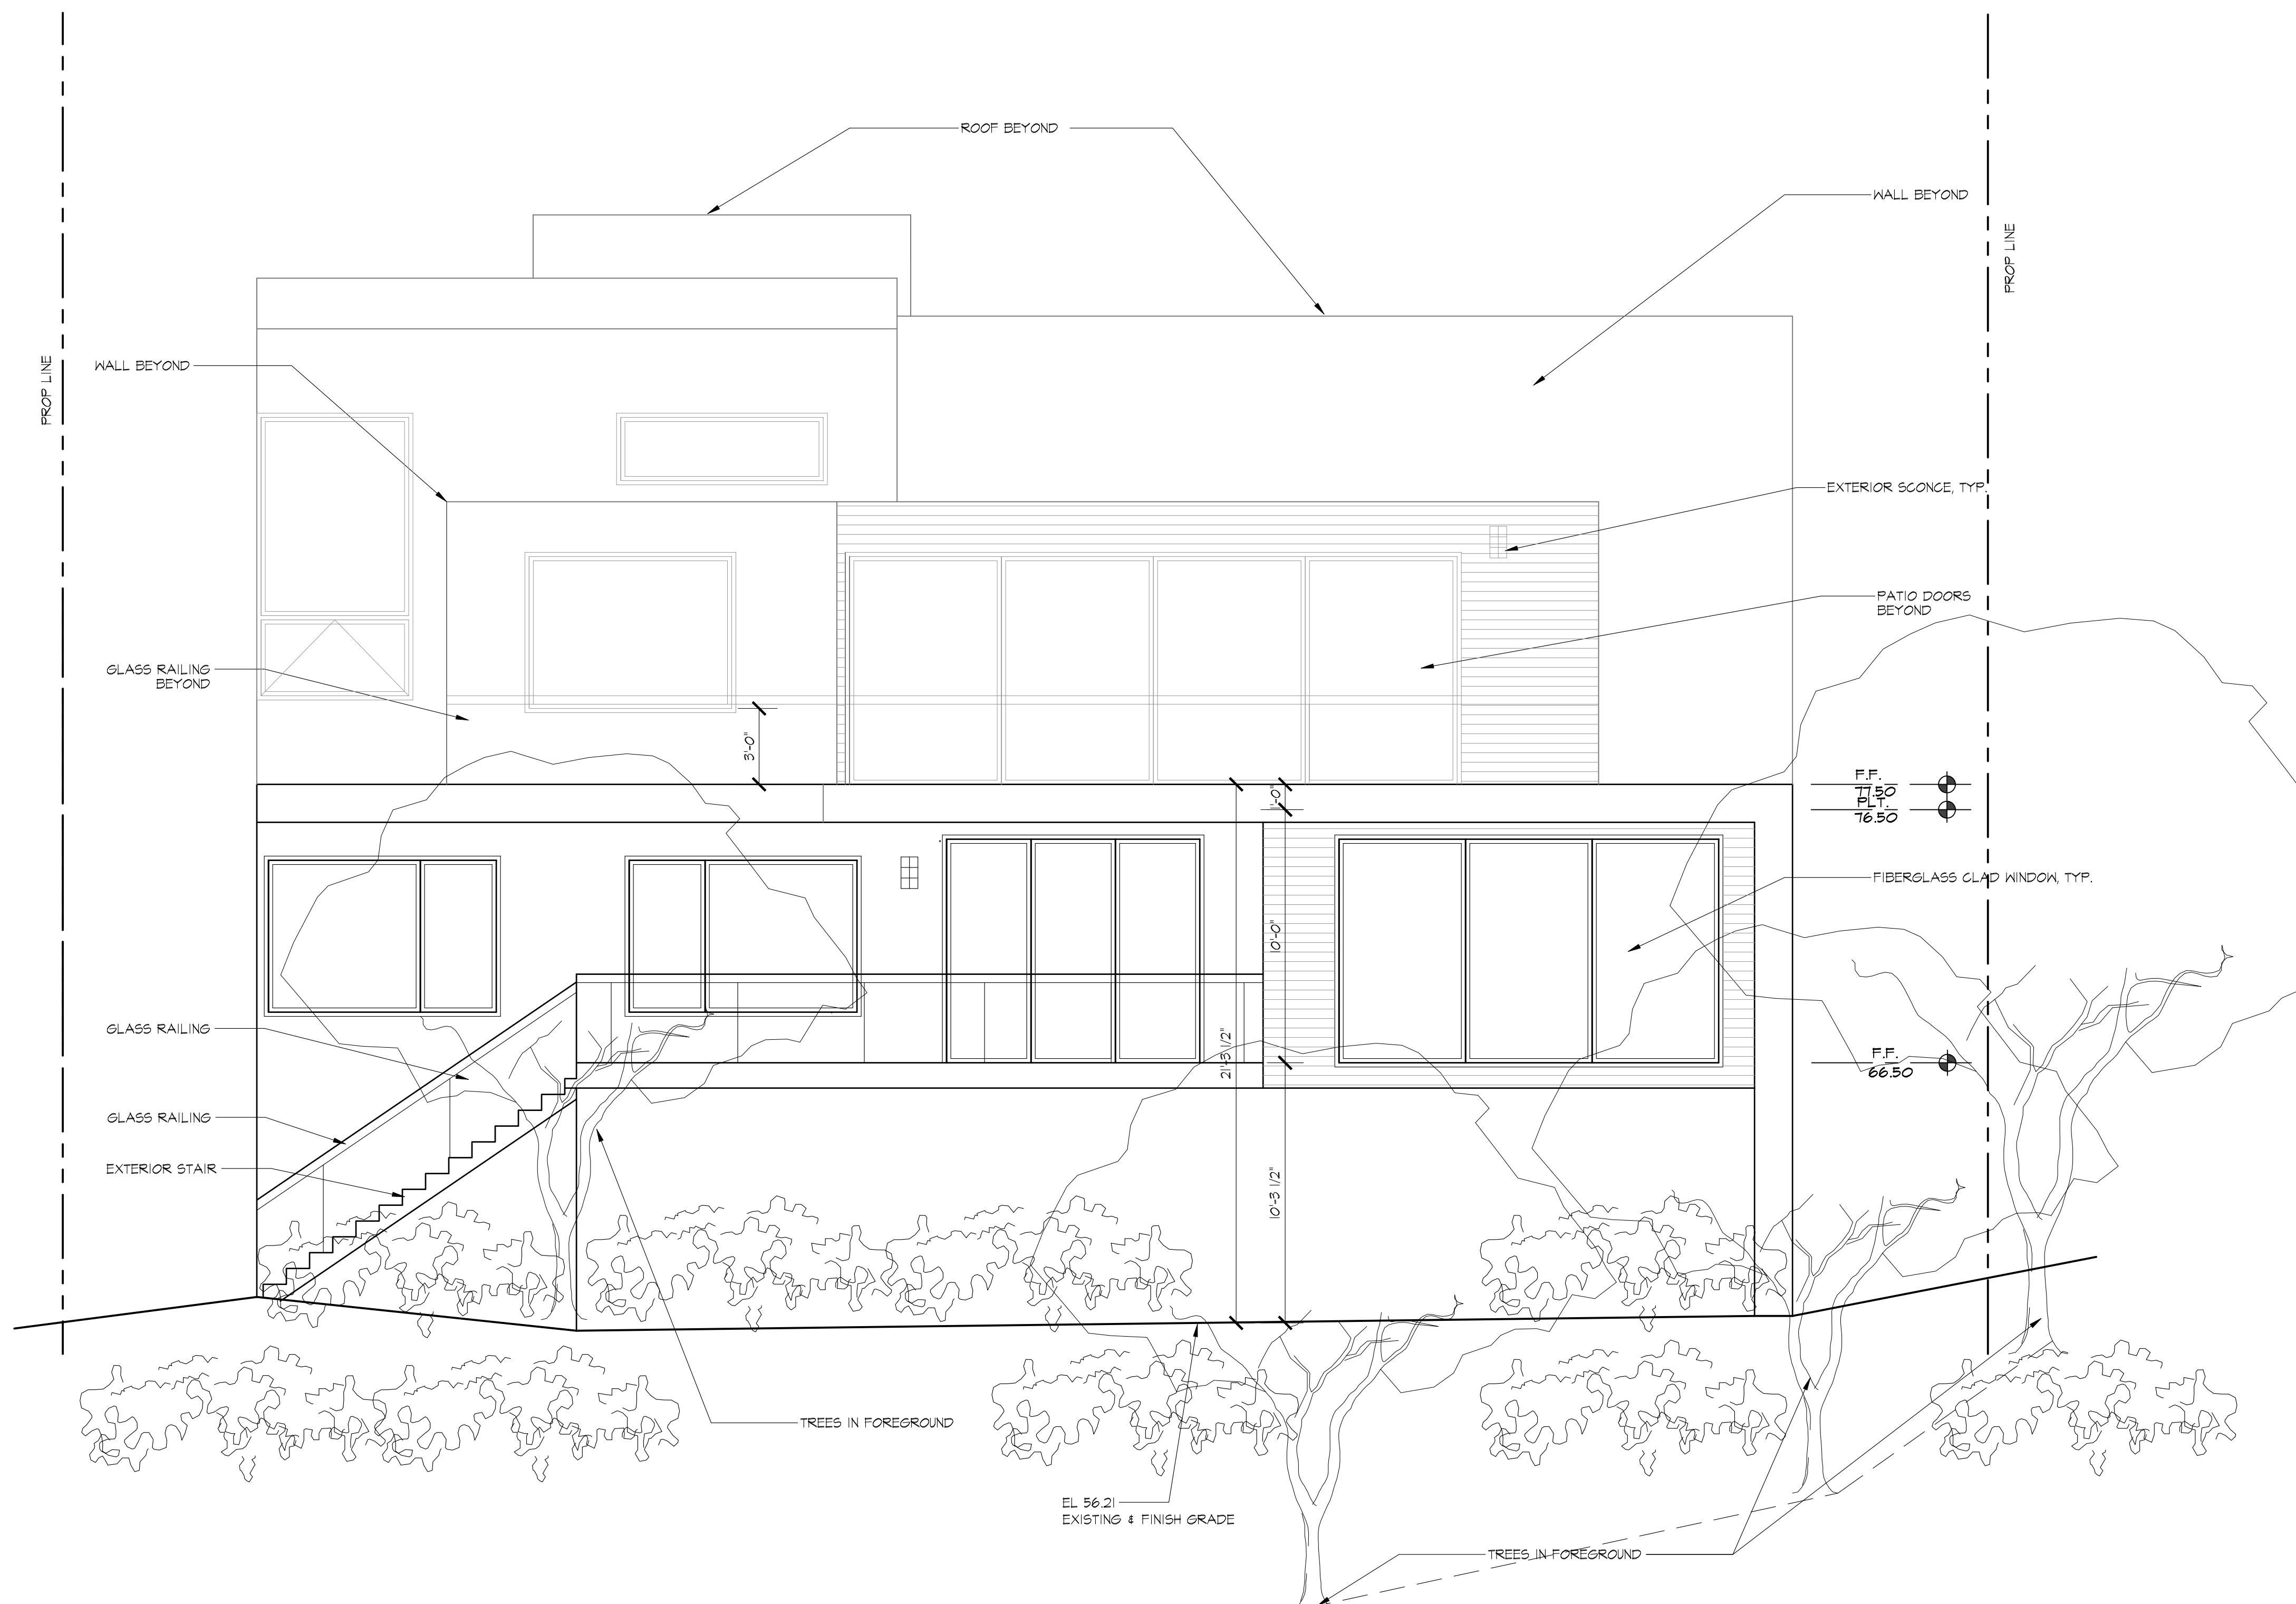 ROOF BEYOND
WALL BEYOND
PROP LINE
PROP LINE
WALL BEYOND
EXTERIOR SCONCE, TYP.
PATIO DOORS
BEYOND
GLASS RAILING
BEYOND
3'-0"
1'-0"
F.F.
77.50
PLT.
76.50
FIBERGLASS CLAD WINDOW, TYP.
10'-0"
GLASS RAILING
21'-3 1/2"
F.F.
66.50
GLASS RAILING
EXTERIOR STAIR
10'-3 1/2"
TREES IN FOREGROUND
EL 56.21
EXISTING & FINISH GRADE
TREES IN FOREGROUND